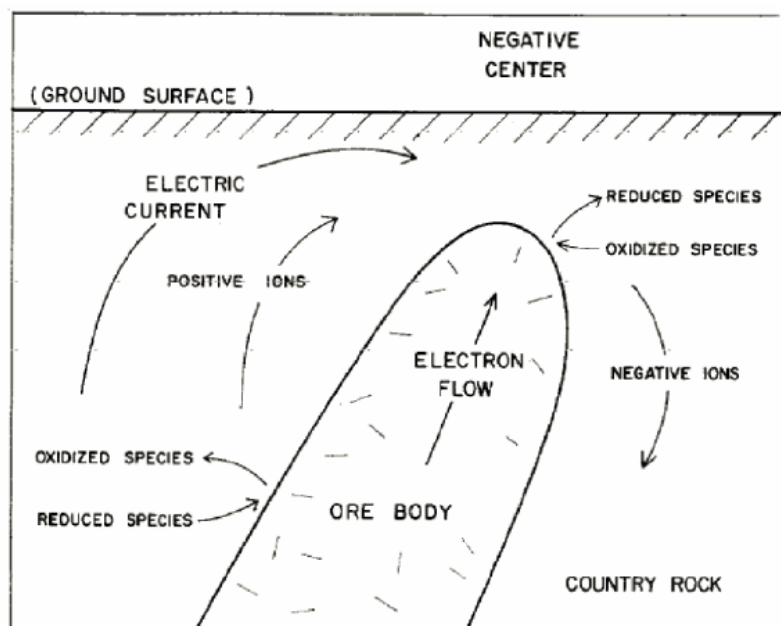 NEGATIVE
CENTER
(GROUND SURFACE)
ELECTRIC
CURRENT
REDUCED SPECIES
OXIDIZED SPECIES
POSITIVE IONS
ELECTRON
FLOW
NEGATIVE IONS
OXIDIZED SPECIES
REDUCED SPECIES
ORE BODY
COUNTRY ROCK